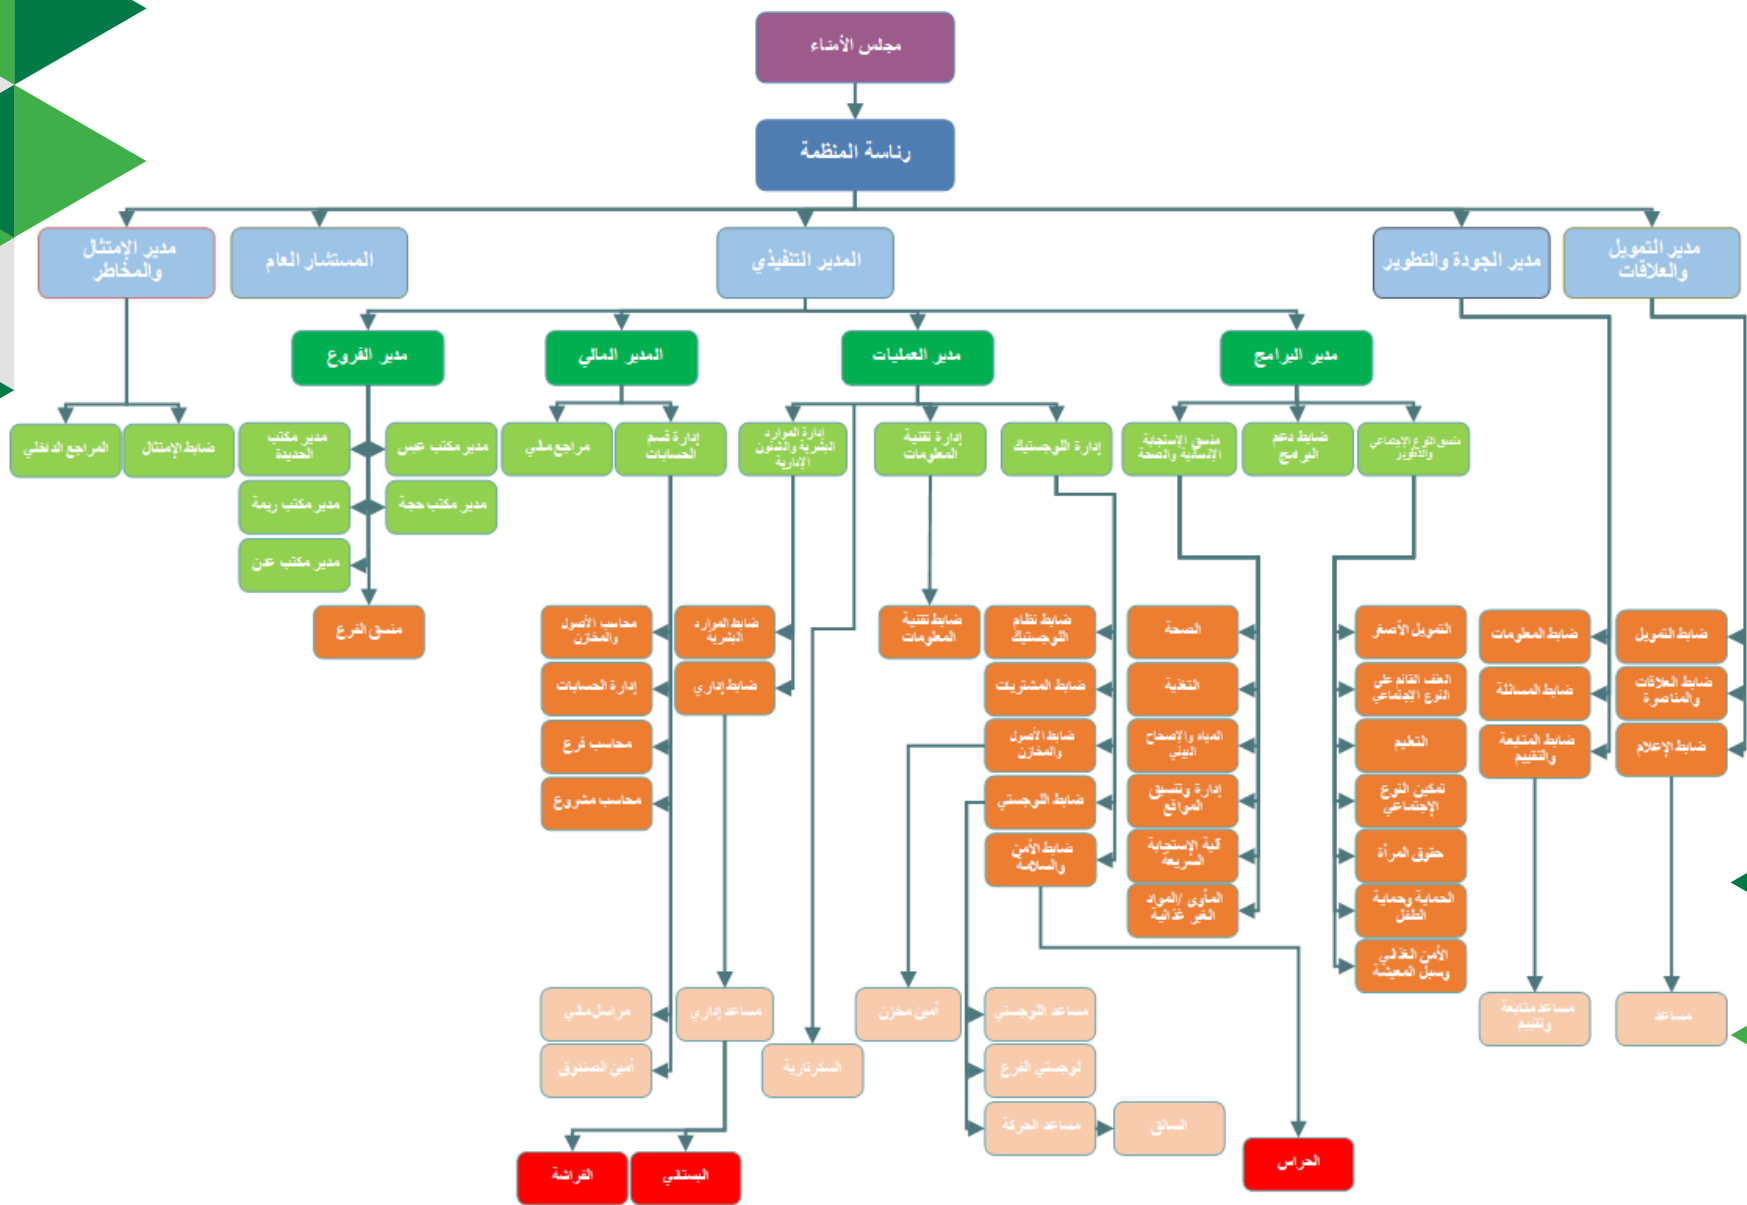 مجلس الأمناء
رئاسة المنظمة
مدير التمويل
والعلاقات
مدير الجودة والتطوير
المدير التنفيذي
المستشار العام
مدير الإمتثال
والمخاطر
مدير البرامج
مدير العمليات
المدير المالي
مدير الفروع
منسق النوع الإجتماعي
والتطوير
ضابط دعم
البرامج
منسق الإستجابة
الإنسانية والصحة
إدارة اللوجستيك
إدارة تقنية
المعلومات
إدارة الموارد
البشرية والشئون
الإدارية
إدارة قسم
الحسابات
مراجع مالي
مدير مكتب عبس
مدير مكتب
الحديدة
ضابط الإمتثال
المراجع الداخلي
مدير مكتب حجة
مدير مكتب ريمة
مدير مكتب عدن
ضابط التمويل
ضابط العلاقات
والمناصرة
ضابط الإعلام
ضابط المعلومات
ضابط المسائلة
ضابط المتابعة
والتقييم
التمويل الأصغر
العنف القائم على
النوع الإجتماعي
التعليم
تمكين النوع
الإجتماعي
حقوق المرأة
الحماية وحماية
الطفل
الأمن الغذائي
وسبل المعيشة
الصحة
التغذية
المياه والإصحاح
البيئي
إدارة وتنسيق
المواقع
آلية الإستجابة
السريعة
المأوى /المواد
الغير غذائية
ضابط نظام
اللوجستيك
ضابط المشتريات
ضابط الأصول
والمخازن
ضابط اللوجستي
ضابط الأمن
والسلامة
ضابط تقنية
المعلومات
ضابط الموارد
البشرية
ضابط إداري
محاسب الأصول
والمخازن
إدارة الحسابات
محاسب فرع
محاسب مشروع
منسق الفرع
مساعد
مساعد متابعة
وتقييم
مساعد اللوجستي
لوجستي الفرع
مساعد الحركة
السائق
أمين مخزن
السكرتارية
مساعد إداري
مراسل مالي
أمين الصندوق
الحراس
البستاني
الفراشة